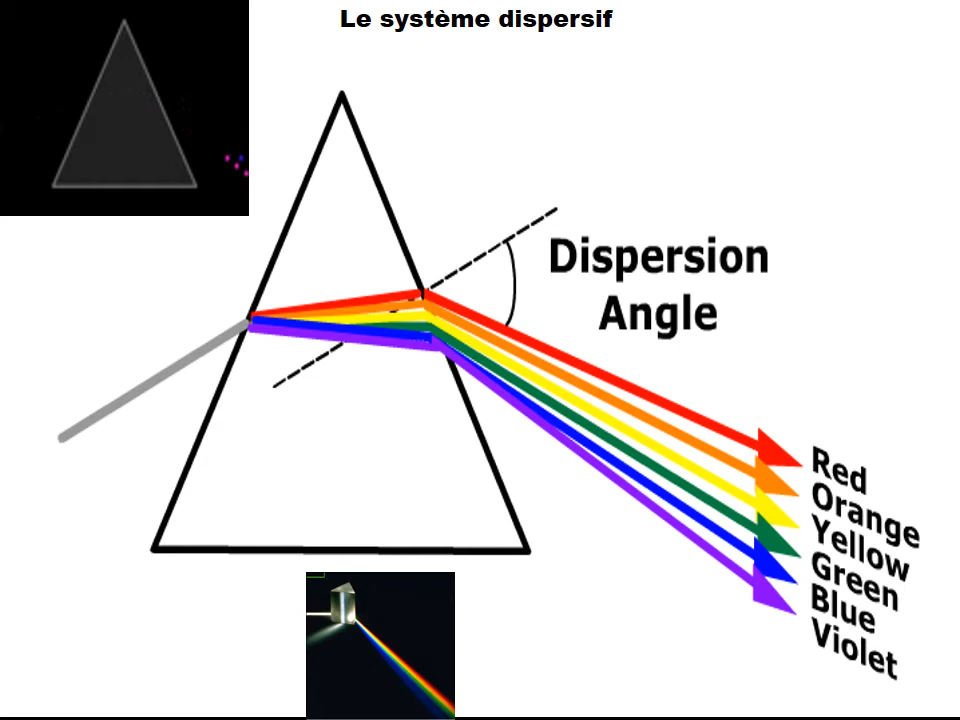 Le système dispersif
Dispersion
Angle
Red
Orange
Yellow
Green
Blue
Violet